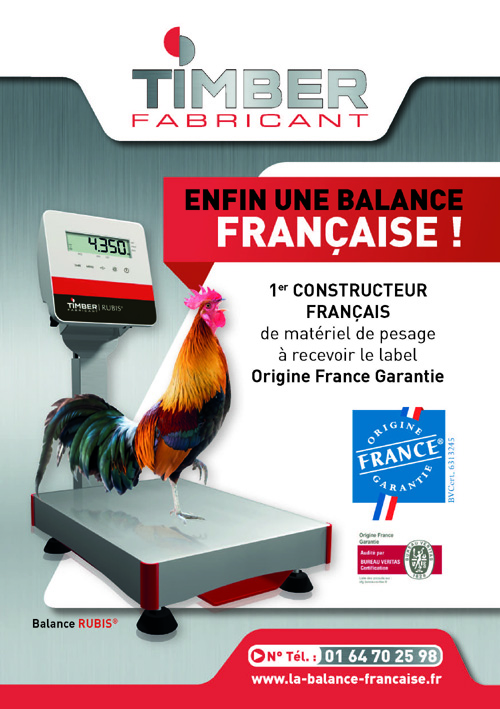 TIMBER
FABRICANT
ENFIN UNE BALANCE
FRANÇAISE !
4.350
TIMBER RUBIS®
FABRICANT
1er CONSTRUCTEUR
FRANÇAIS
de matériel de pesage
à recevoir le label
Origine France Garantie
ORIGINE
FRANCE®
GARANTIE
BVCert. 6313245
Origine France
Garantie
Audité par
BUREAU VERITAS
Certification
Balance RUBIS®
N° Tél. : 01 64 70 25 98
www.la-balance-francaise.fr